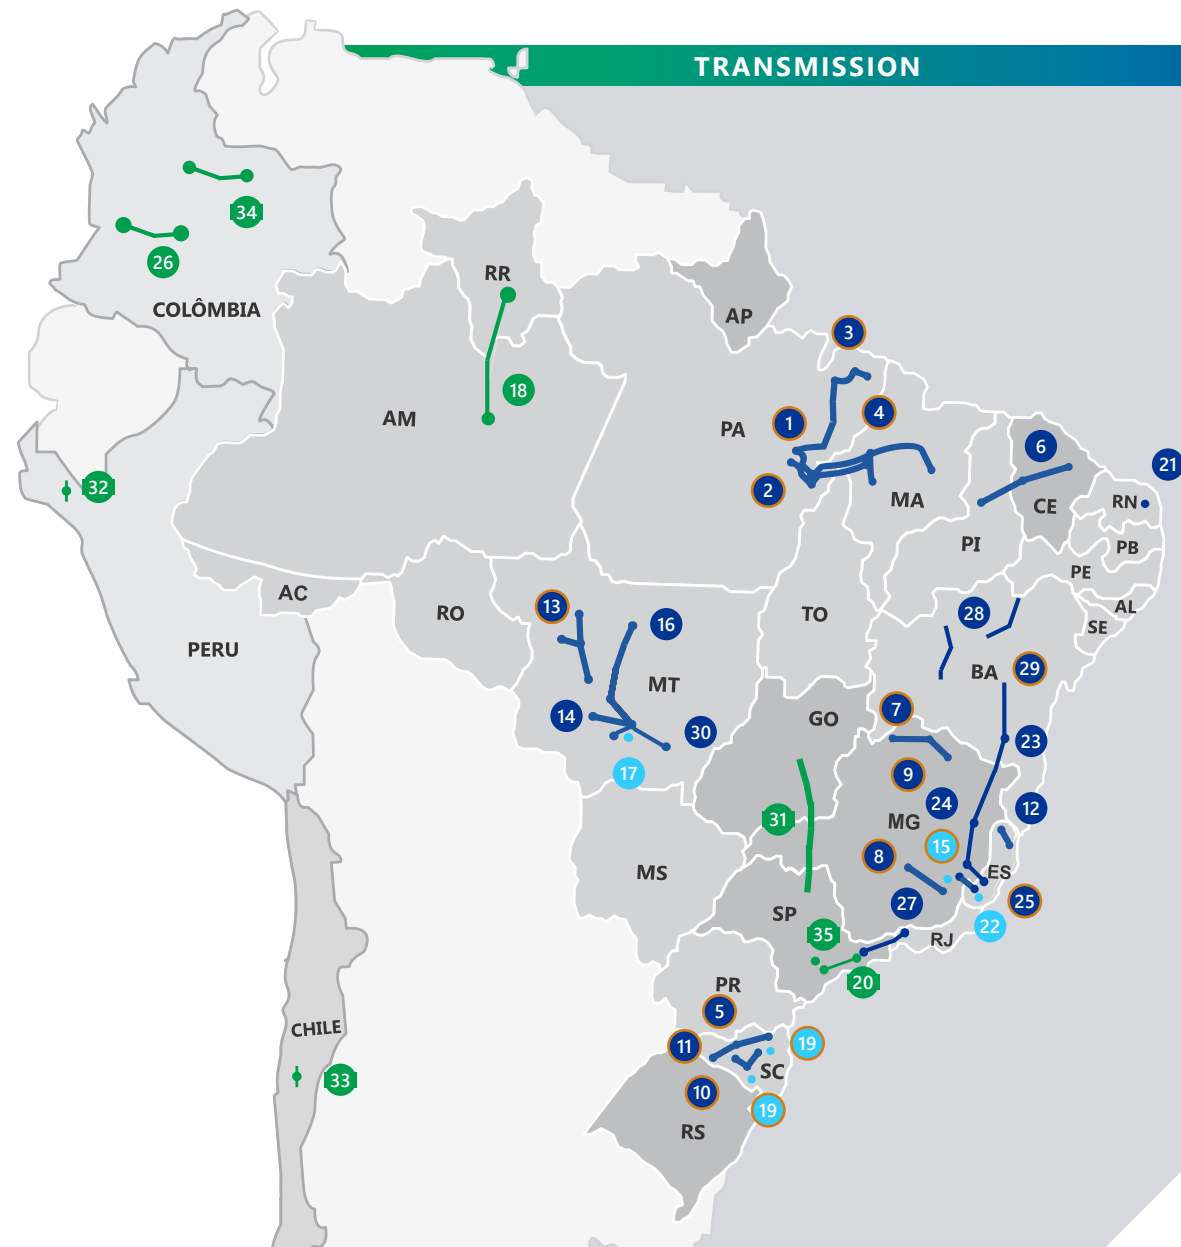 TRANSMISSION
34
26
RR
COLÔMBIA
AP
3
18
AM
1
4
PA
6
21
32
2
MA
CE
RN
PI
PB
PE
AC
13
RO
16
TO
28
AL
SE
PERU
MT
BA
29
14
30
7
GO
23
17
9
24
12
31
MG
15
8
MS
ES
27
25
SP
22
35
RJ
20
PR
5
CHILE
11
19
SC
33
10
19
RS